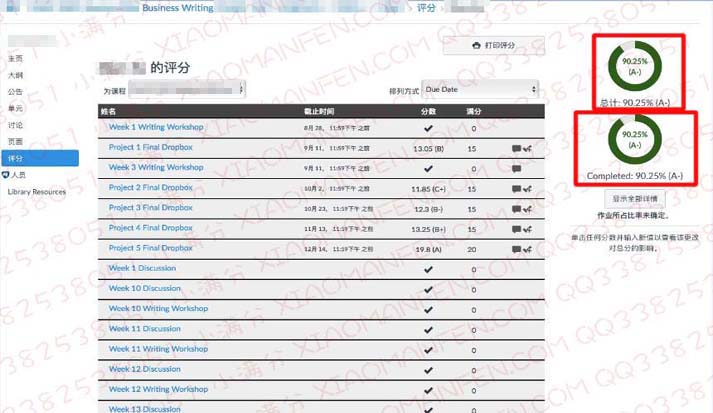 Business Writing > 评分 >
打印评分
的评分
为课程 排列方式 Due Date
姓名 截止时间 分数 满分
Week 1 Writing Workshop 8月 28, 11:59下午 之前 ✔ 0
Project 1 Final Dropbox 9月 11, 11:59下午 之前 13.05 (B) 15
Week 3 Writing Workshop 9月 11, 11:59下午 之前 ✔ 0
Project 2 Final Dropbox 10月 2, 11:59下午 之前 11.85 (C+) 15
Project 3 Final Dropbox 10月 23, 11:59下午 之前 12.3 (B-) 15
Project 4 Final Dropbox 11月 13, 11:59下午 之前 13.25 (B+) 15
Project 5 Final Dropbox 12月 14, 11:59下午 之前 19.8 (A) 20
Week 1 Discussion ✔ 0
Week 10 Discussion ✔ 0
Week 10 Writing Workshop ✔ 0
Week 11 Discussion ✔ 0
Week 11 Writing Workshop ✔ 0
Week 12 Discussion ✔ 0
Week 12 Writing Workshop ✔ 0
Week 13 Discussion ✔ 0
主页
大纲
公告
单元
讨论
页面
评分
人员
Library Resources
90.25%
(A-)
总计: 90.25% (A-)
90.25%
(A-)
Completed: 90.25% (A-)
显示全部详情
作业所占比率未确定。
单击任何分数并输入新值以查看该更改
对总分的影响。
小满分 XIAOMANFEN.COM QQ3382538051